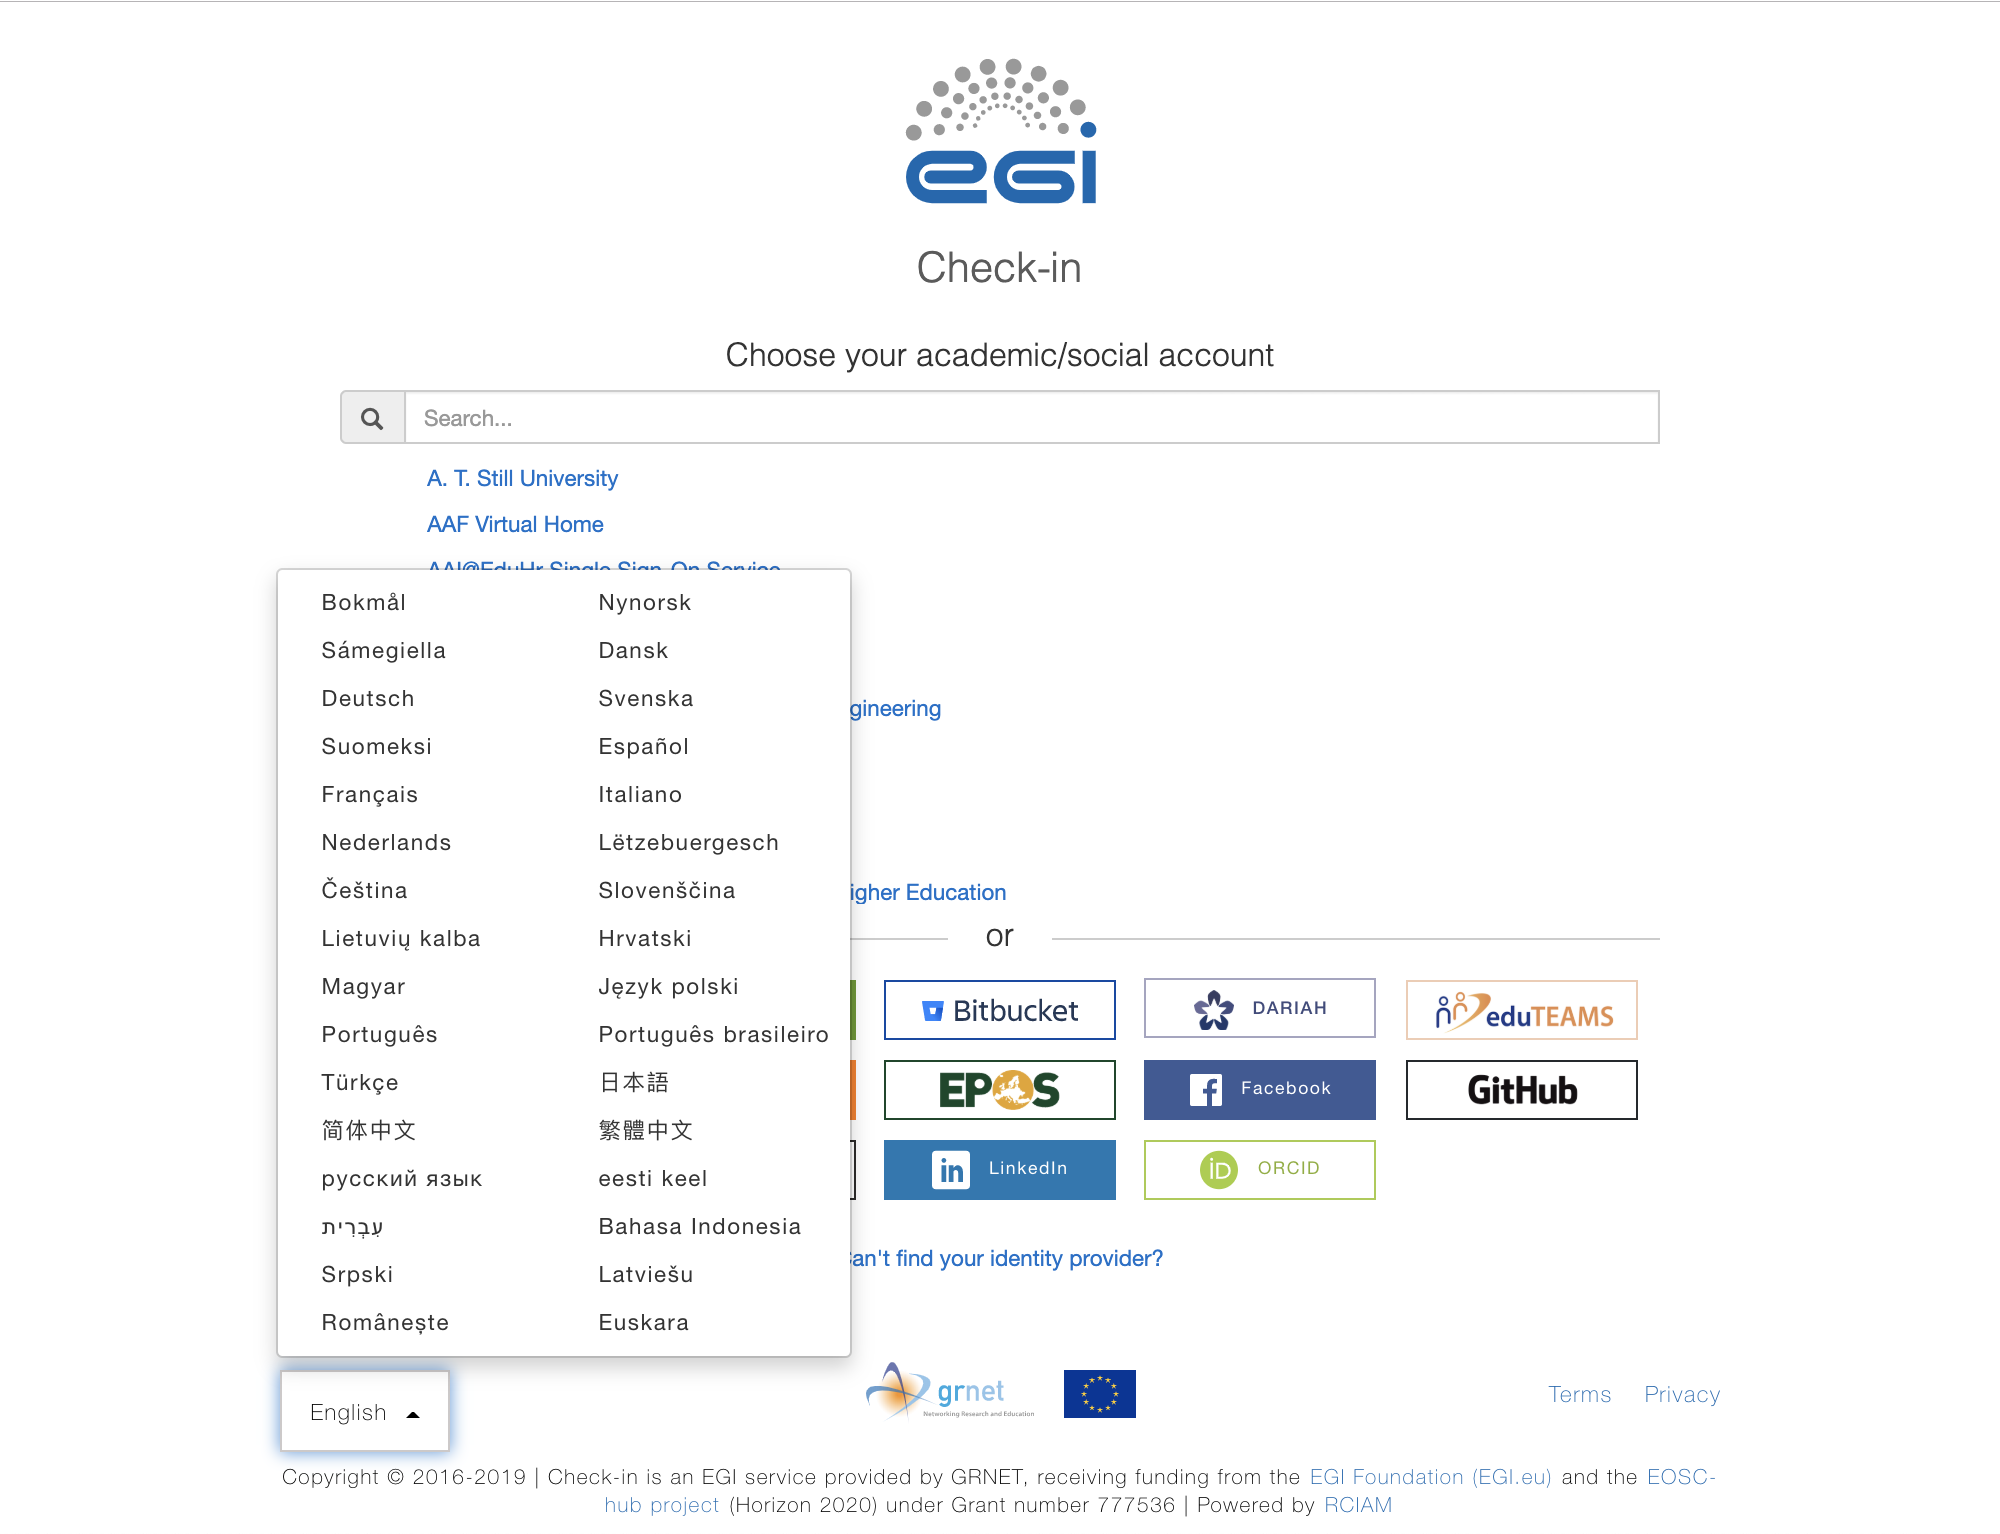 egi
Check-in
Choose your academic/social account
Search...
A. T. Still University
AAF Virtual Home
AAI@EduHr Single Sign-On Service
Bokmål Nynorsk
Sámegiella Dansk
Deutsch Svenska
gineering
Suomeksi Español
Français Italiano
Nederlands Lëtzebuergesch
Čeština Slovenščina
igher Education
Lietuvių kalba Hrvatski
or
Magyar Język polski
Bitbucket DARIAH eduTEAMS
Português Português brasileiro
Türkçe 日本語
EPOS Facebook GitHub
简体中文 繁體中文
русский язык eesti keel
in LinkedIn iD ORCID
עִבְרִית Bahasa Indonesia
an't find your identity provider?
Srpski Latviešu
Românește Euskara
English
grnet
Networking Research and Education
Terms Privacy
Copyright © 2016-2019 | Check-in is an EGI service provided by GRNET, receiving funding from the EGI Foundation (EGI.eu) and the EOSC-
hub project (Horizon 2020) under Grant number 777536 | Powered by RCIAM